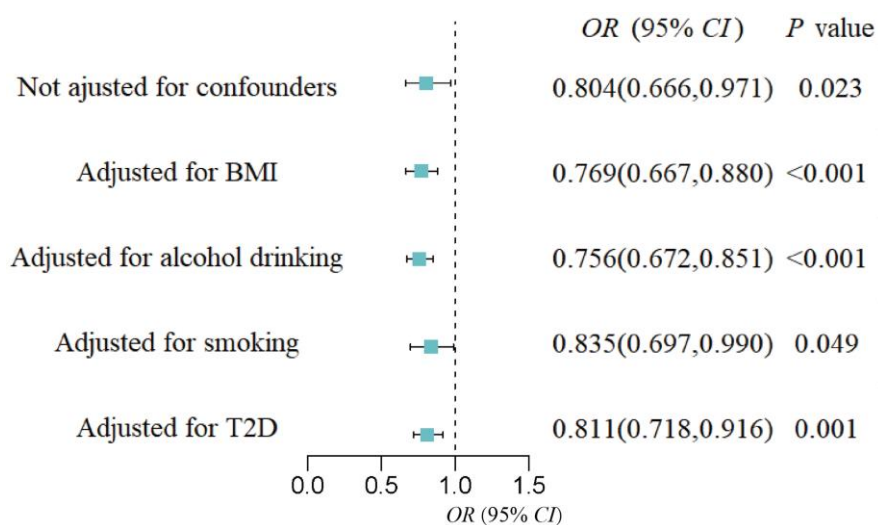 OR (95% CI) P value
Not ajusted for confounders 0.804(0.666,0.971) 0.023
Adjusted for BMI 0.769(0.667,0.880) <0.001
Adjusted for alcohol drinking 0.756(0.672,0.851) <0.001
Adjusted for smoking 0.835(0.697,0.990) 0.049
Adjusted for T2D 0.811(0.718,0.916) 0.001
0.0 0.5 1.0 1.5
OR (95% CI)